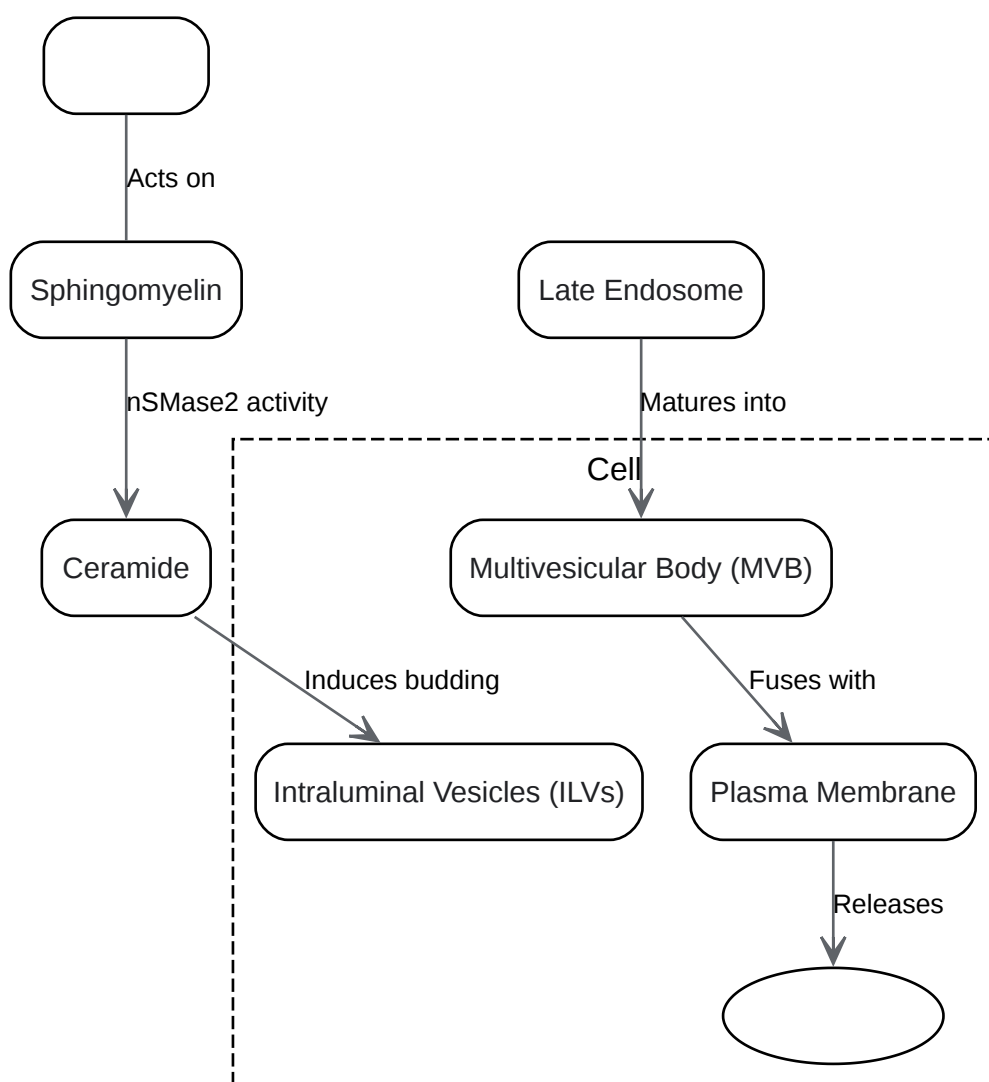 Acts on
Sphingomyelin
Late Endosome
nSMase2 activity
Matures into
Cell
Ceramide
Multivesicular Body (MVB)
Induces budding
Fuses with
Intraluminal Vesicles (ILVs)
Plasma Membrane
Releases